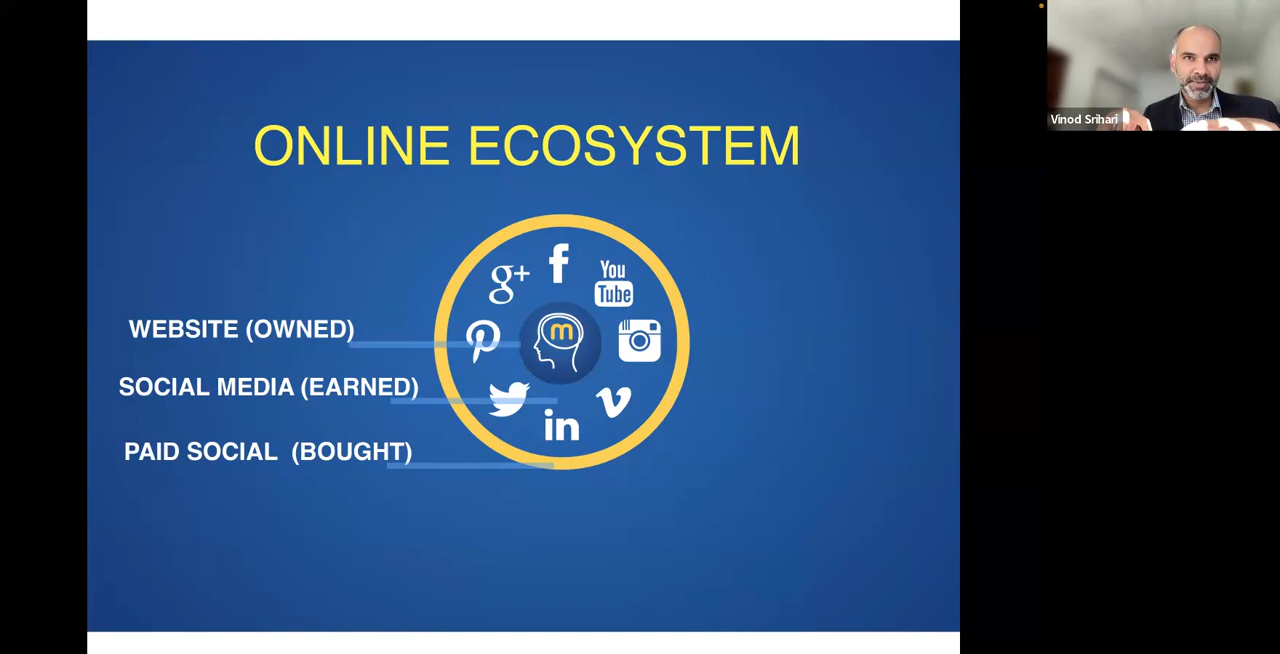 ONLINE ECOSYSTEM
g+
f
You
Tube
WEBSITE (OWNED)
m
SOCIAL MEDIA (EARNED)
in
PAID SOCIAL (BOUGHT)
Vinod Srihari